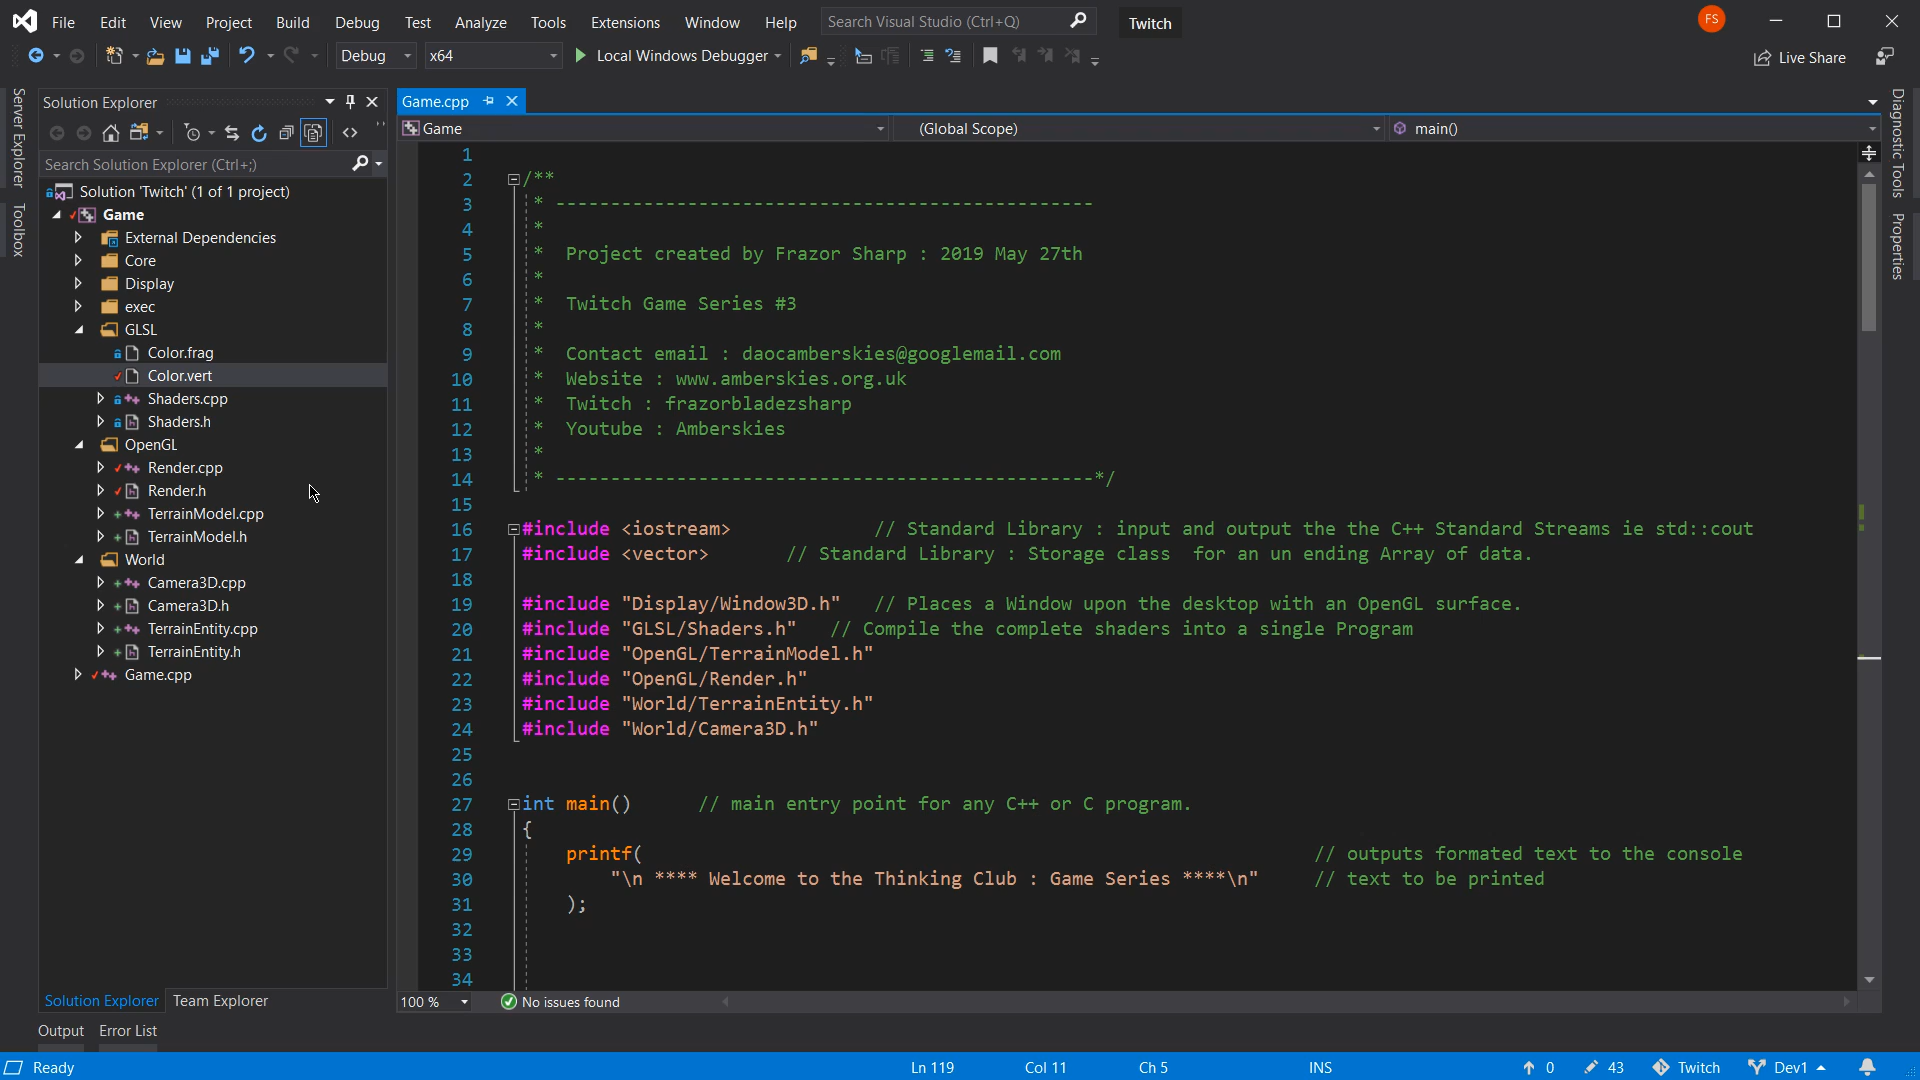 File Edit View Project Build Debug Test Analyze Tools Extensions Window Help Search Visual Studio (Ctrl+Q) Twitch FS
Debug x64 Local Windows Debugger Live Share
Server Explorer
Toolbox
Solution Explorer
Search Solution Explorer (Ctrl+;)
Solution 'Twitch' (1 of 1 project)
Game
External Dependencies
Core
Display
exec
GLSL
Color.frag
Color.vert
Shaders.cpp
Shaders.h
OpenGL
Render.cpp
Render.h
TerrainModel.cpp
TerrainModel.h
World
Camera3D.cpp
Camera3D.h
TerrainEntity.cpp
TerrainEntity.h
Game.cpp
Solution Explorer Team Explorer
Game.cpp
Game (Global Scope) main()
1
2 /**
3 * -------------------------------------------------
4 *
5 * Project created by Frazor Sharp : 2019 May 27th
6 *
7 * Twitch Game Series #3
8 *
9 * Contact email : daocamberskies@googlemail.com
10 * Website : www.amberskies.org.uk
11 * Twitch : frazorbladezsharp
12 * Youtube : Amberskies
13 *
14 * -------------------------------------------------*/
15
16 #include <iostream> // Standard Library : input and output the the C++ Standard Streams ie std::cout
17 #include <vector> // Standard Library : Storage class for an un ending Array of data.
18
19 #include "Display/Window3D.h" // Places a Window upon the desktop with an OpenGL surface.
20 #include "GLSL/Shaders.h" // Compile the complete shaders into a single Program
21 #include "OpenGL/TerrainModel.h"
22 #include "OpenGL/Render.h"
23 #include "World/TerrainEntity.h"
24 #include "World/Camera3D.h"
25
26
27 int main() // main entry point for any C++ or C program.
28 {
29 printf( // outputs formated text to the console
30 "\n **** Welcome to the Thinking Club : Game Series ****\n" // text to be printed
31 );
32
33
34
100 % No issues found
Diagnostic Tools
Properties
Output Error List
Ready Ln 119 Col 11 Ch 5 INS 0 43 Twitch Dev1